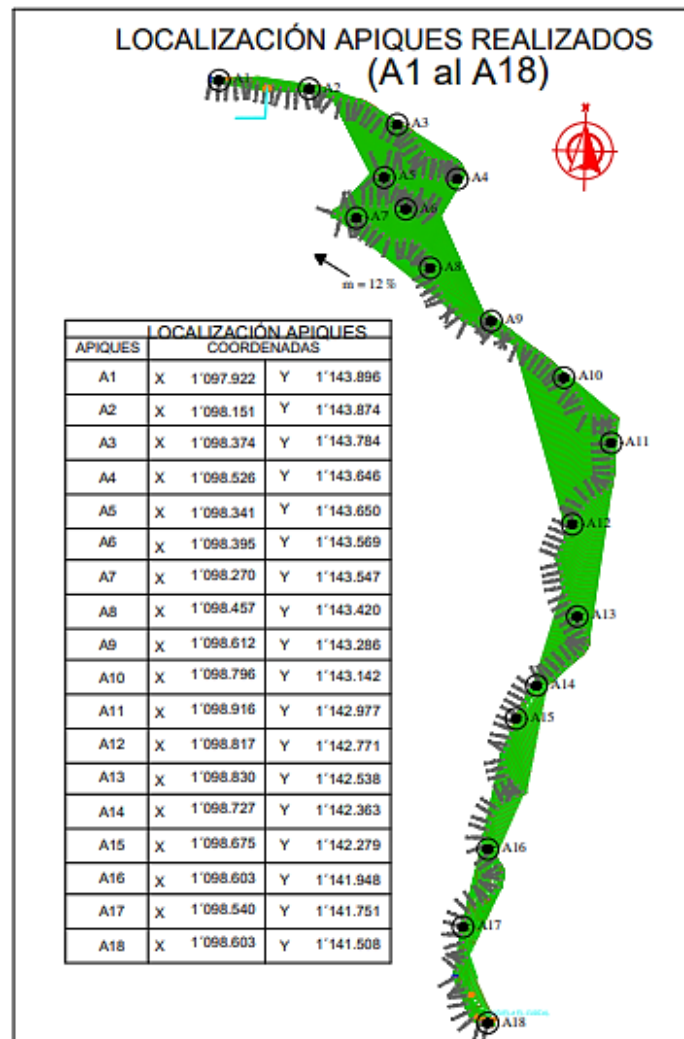 LOCALIZACIÓN APIQUES REALIZADOS
(A1 al A18)
A1
A2
A3
A4
A5
A6
A7
A8
m = 12 %
A9
A10
A11
A12
A13
A14
A15
A16
A17
A18
LOCALIZACIÓN APIQUES
APIQUES COORDENADAS
A1 X 1´097.922 Y 1´143.896
A2 X 1´098.151 Y 1´143.874
A3 X 1´098.374 Y 1´143.784
A4 X 1´098.526 Y 1´143.646
A5 X 1´098.341 Y 1´143.650
A6 X 1´098.395 Y 1´143.569
A7 X 1´098.270 Y 1´143.547
A8 X 1´098.457 Y 1´143.420
A9 X 1´098.612 Y 1´143.286
A10 X 1´098.796 Y 1´143.142
A11 X 1´098.916 Y 1´142.977
A12 X 1´098.817 Y 1´142.771
A13 X 1´098.830 Y 1´142.538
A14 X 1´098.727 Y 1´142.363
A15 X 1´098.675 Y 1´142.279
A16 X 1´098.603 Y 1´141.948
A17 X 1´098.540 Y 1´141.751
A18 X 1´098.603 Y 1´141.508